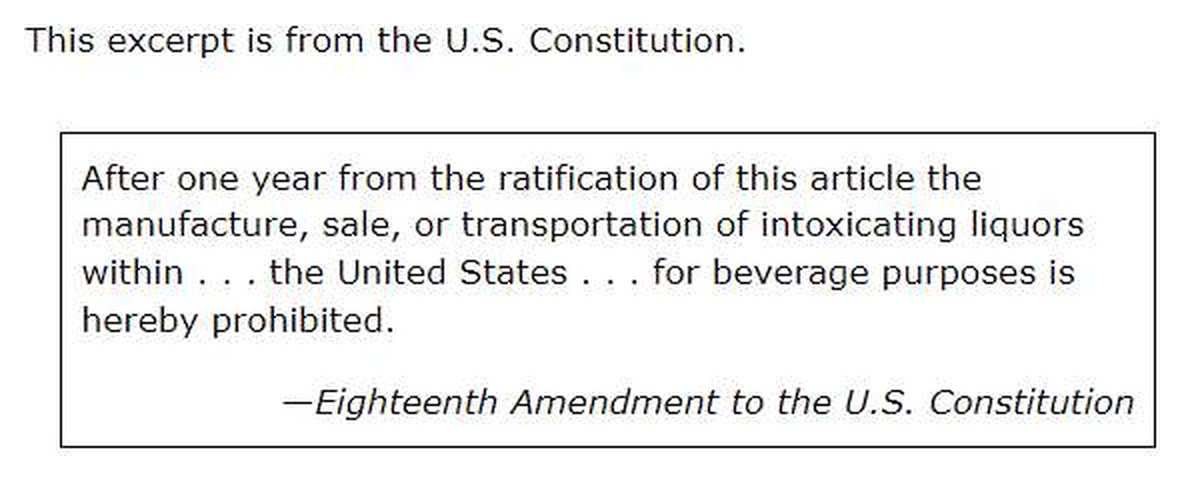 This excerpt is from the U.S. Constitution.
After one year from the ratification of this article the
manufacture, sale, or transportation of intoxicating liquors
within . . . the United States . . . for beverage purposes is
hereby prohibited.
—Eighteenth Amendment to the U.S. Constitution